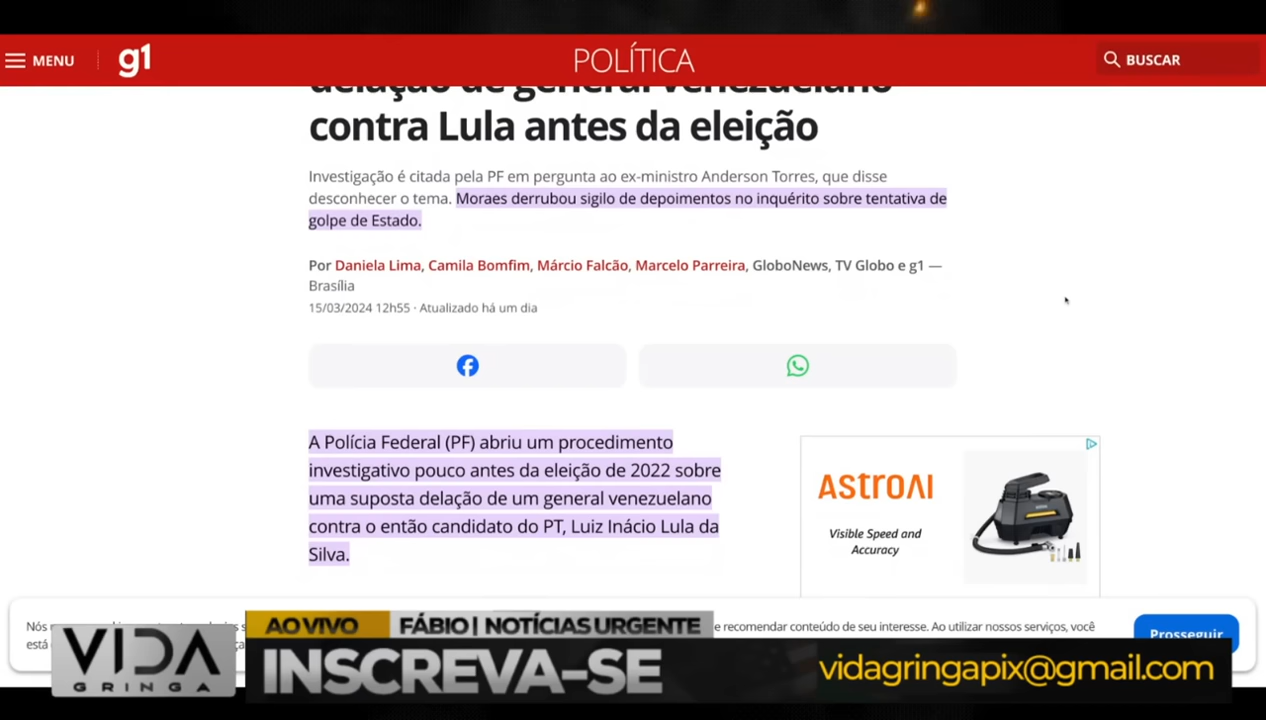 MENU
g1
POLÍTICA
BUSCAR
delação de general venezuelano
contra Lula antes da eleição
Investigação é citada pela PF em pergunta ao ex-ministro Anderson Torres, que disse
desconhecer o tema. Moraes derrubou sigilo de depoimentos no inquérito sobre tentativa de
golpe de Estado.
Por Daniela Lima, Camila Bomfim, Márcio Falcão, Marcelo Parreira, GloboNews, TV Globo e g1 —
Brasília
15/03/2024 12h55 · Atualizado há um dia
A Polícia Federal (PF) abriu um procedimento
investigativo pouco antes da eleição de 2022 sobre
uma suposta delação de um general venezuelano
contra o então candidato do PT, Luiz Inácio Lula da
Silva.
ASTROAI
Visible Speed and
Accuracy
Nós
e recomendar conteúdo de seu interesse. Ao utilizar nossos serviços, você
está
Prosseguir
VIDA
GRINGA
AO VIVO
FÁBIO | NOTÍCIAS URGENTE
INSCREVA-SE
vidagringapix@gmail.com